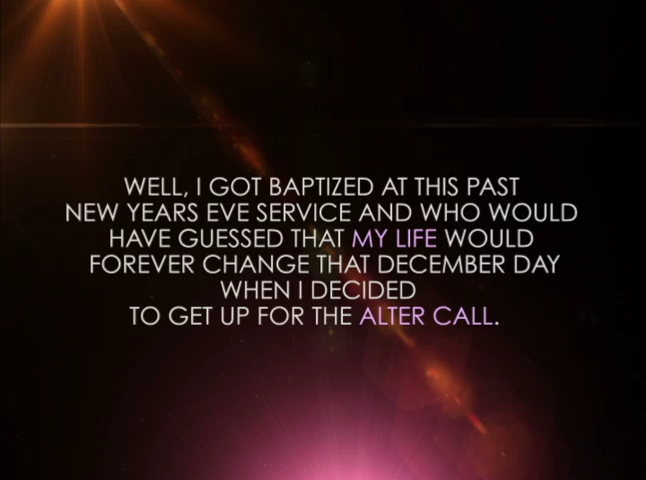 WELL, I GOT BAPTIZED AT THIS PAST
NEW YEARS EVE SERVICE AND WHO WOULD
HAVE GUESSED THAT MY LIFE WOULD
FOREVER CHANGE THAT DECEMBER DAY
WHEN I DECIDED
TO GET UP FOR THE ALTER CALL.